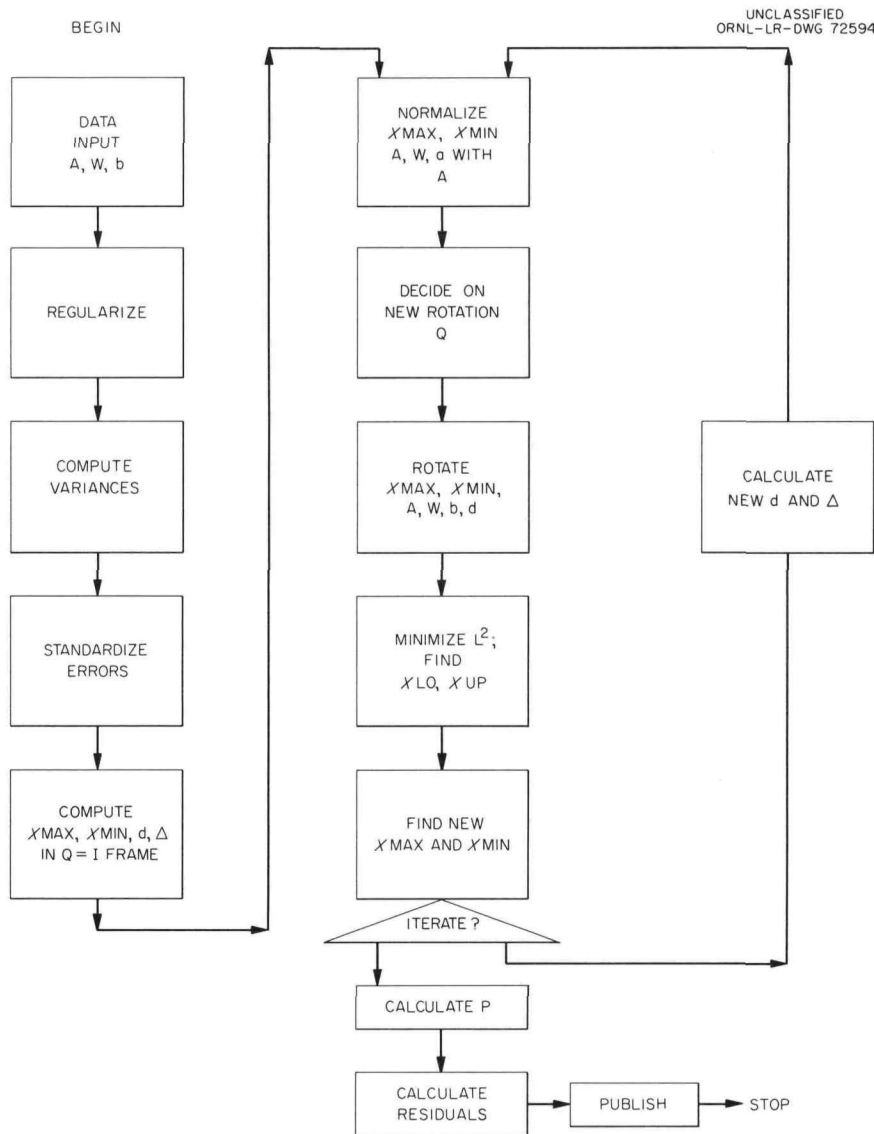 BEGIN
UNCLASSIFIED
ORNL-LR-DWG 72594
DATA
INPUT
A, W, b
REGULARIZE
COMPUTE
VARIANCES
STANDARDIZE
ERRORS
COMPUTE
XMAX, XMIN, d, Δ
IN Q = I FRAME
NORMALIZE
XMAX, XMIN
A, W, a WITH
A
DECIDE ON
NEW ROTATION
Q
ROTATE
XMAX, XMIN,
A, W, b, d
MINIMIZE L²;
FIND
XLO, XUP
FIND NEW
XMAX AND XMIN
ITERATE ?
CALCULATE
NEW d AND Δ
CALCULATE P
CALCULATE
RESIDUALS
PUBLISH
STOP